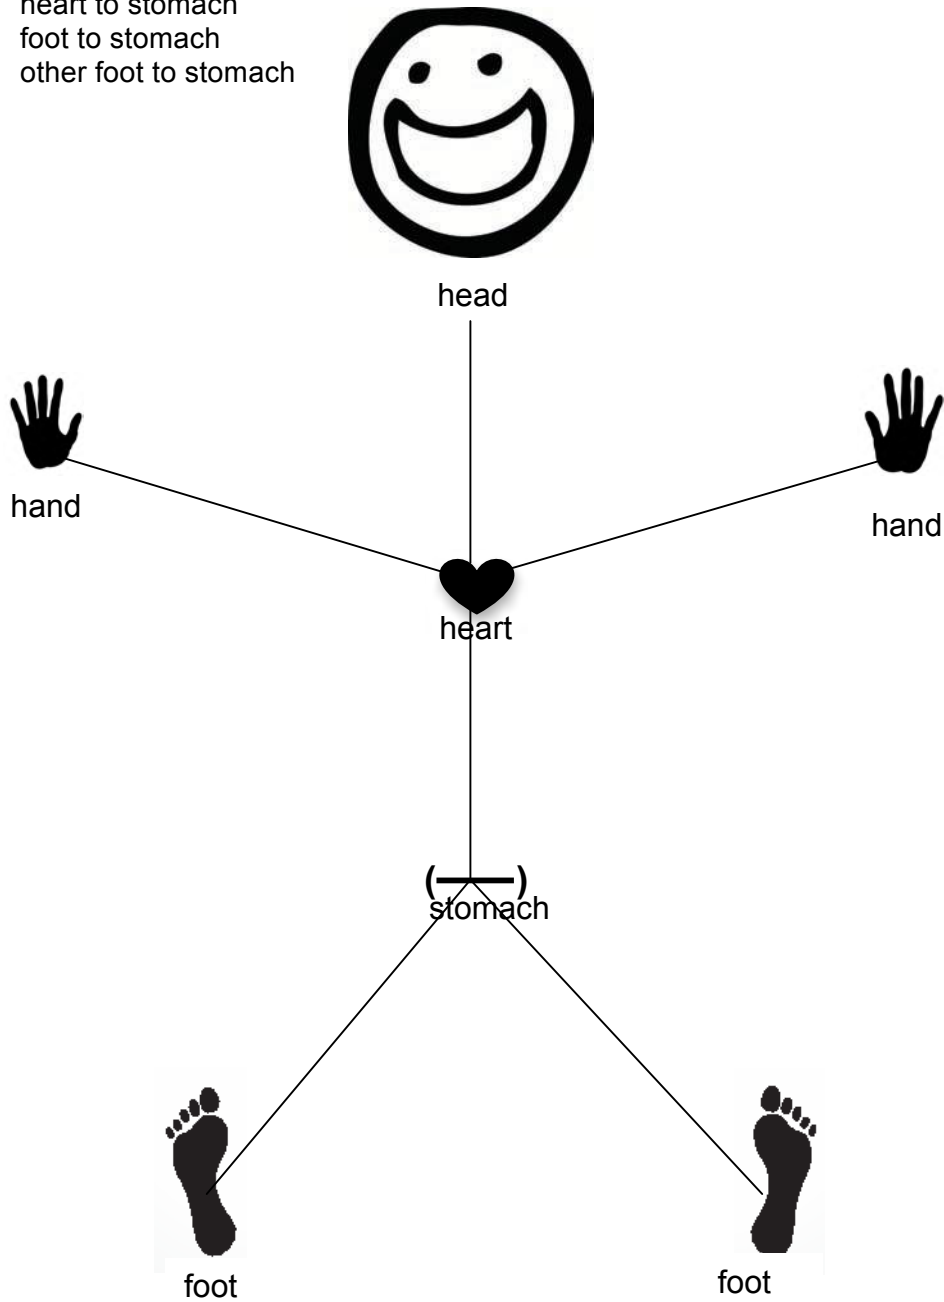 heart to stomach
foot to stomach
other foot to stomach
head
hand
hand
heart
(—)
stomach
foot
foot